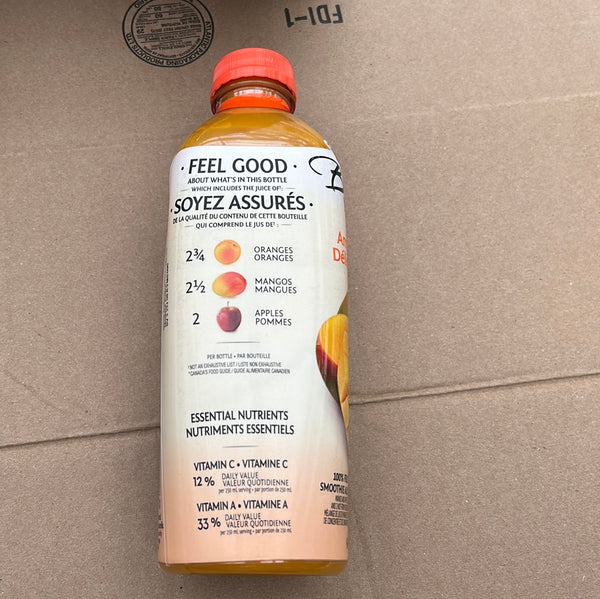 FDI-1
ATLANTIC PACKAGING PRODUCTS LTD
· FEEL GOOD ·
ABOUT WHAT'S IN THIS BOTTLE
WHICH INCLUDES THE JUICE OF†:
· SOYEZ ASSURÉS ·
DE LA QUALITÉ DU CONTENU DE CETTE BOUTEILLE
QUI COMPREND LE JUS DE† :
2¾ ORANGES
ORANGES
2½ MANGOS
MANGUES
2 APPLES
POMMES
PER BOTTLE • PAR BOUTEILLE
†NOT AN EXHAUSTIVE LIST / LISTE NON EXHAUSTIVE
*CANADA'S FOOD GUIDE / GUIDE ALIMENTAIRE CANADIEN
ESSENTIAL NUTRIENTS
NUTRIMENTS ESSENTIELS
VITAMIN C • VITAMINE C
12 % DAILY VALUE
VALEUR QUOTIDIENNE
per 250 mL serving • par portion de 250 mL
VITAMIN A • VITAMINE A
33 % DAILY VALUE
VALEUR QUOTIDIENNE
per 250 mL serving • par portion de 250 mL
100% F
SMOOTHIE